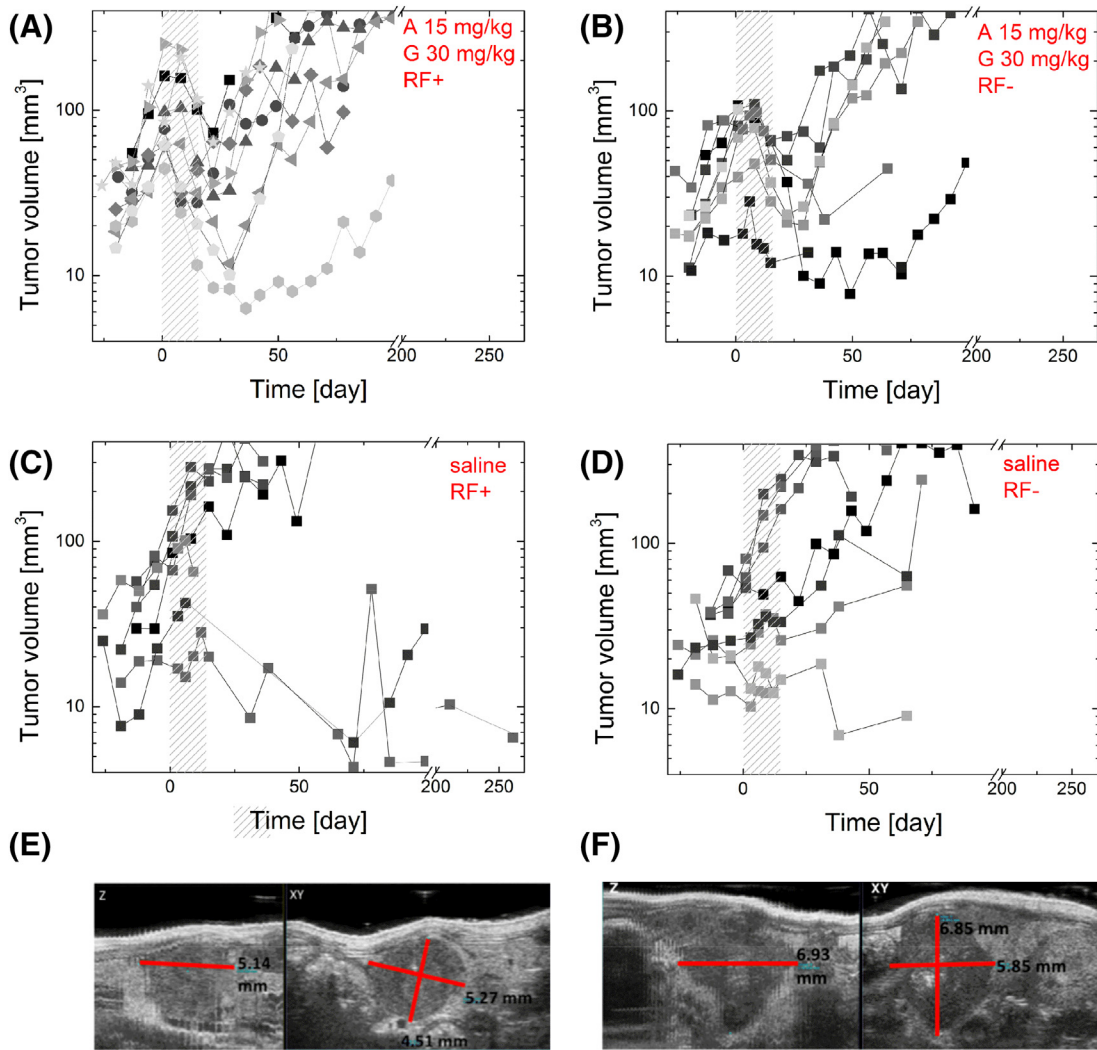 (A)
A 15 mg/kg
G 30 mg/kg
RF+
Tumor volume [mm³]
100
10
0
50
200
250
Time [day]
(B)
A 15 mg/kg
G 30 mg/kg
RF-
Tumor volume [mm³]
100
10
0
50
200
250
Time [day]
(C)
saline
RF+
Tumor volume [mm³]
100
10
0
50
200
250
Time [day]
(D)
saline
RF-
Tumor volume [mm³]
100
10
0
50
200
250
Time [day]
(E)
Z
5.14
mm
XY
5.27 mm
4.51 mm
(F)
Z
6.93
mm
XY
6.85 mm
5.85 mm